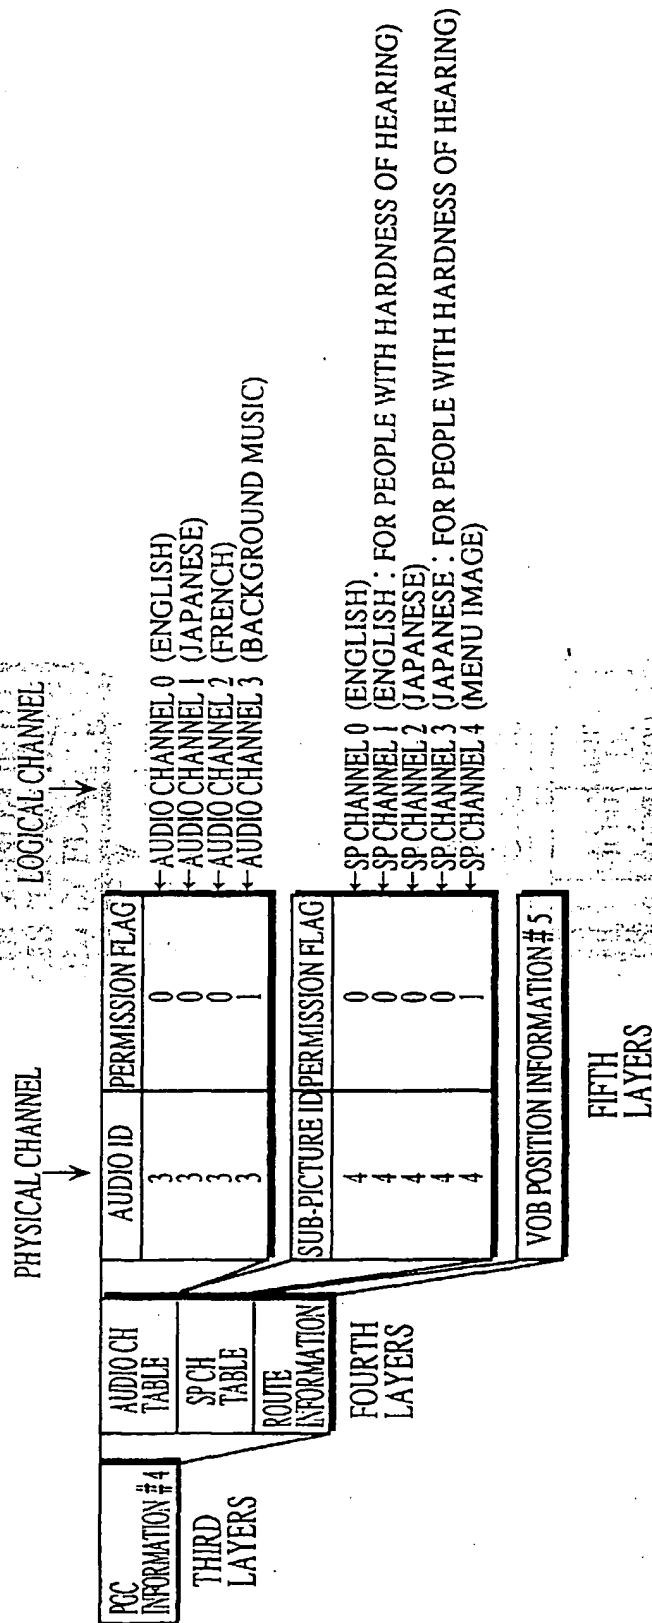 PHYSICAL CHANNEL
LOGICAL CHANNEL
PGC
INFORMATION #4
THIRD
LAYERS
AUDIO CH
TABLE
SP CH
TABLE
ROUTE
INFORMATION
FOURTH
LAYERS
AUDIO ID PERMISSION FLAG
3 0 AUDIO CHANNEL 0 (ENGLISH)
3 0 AUDIO CHANNEL 1 (JAPANESE)
3 0 AUDIO CHANNEL 2 (FRENCH)
3 1 AUDIO CHANNEL 3 (BACKGROUND MUSIC)
SUB-PICTURE ID PERMISSION FLAG
4 0 SP CHANNEL 0 (ENGLISH)
4 0 SP CHANNEL 1 (ENGLISH : FOR PEOPLE WITH HARDNESS OF HEARING)
4 0 SP CHANNEL 2 (JAPANESE)
4 0 SP CHANNEL 3 (JAPANESE : FOR PEOPLE WITH HARDNESS OF HEARING)
4 1 SP CHANNEL 4 (MENU IMAGE)
VOB POSITION INFORMATION #5
FIFTH
LAYERS